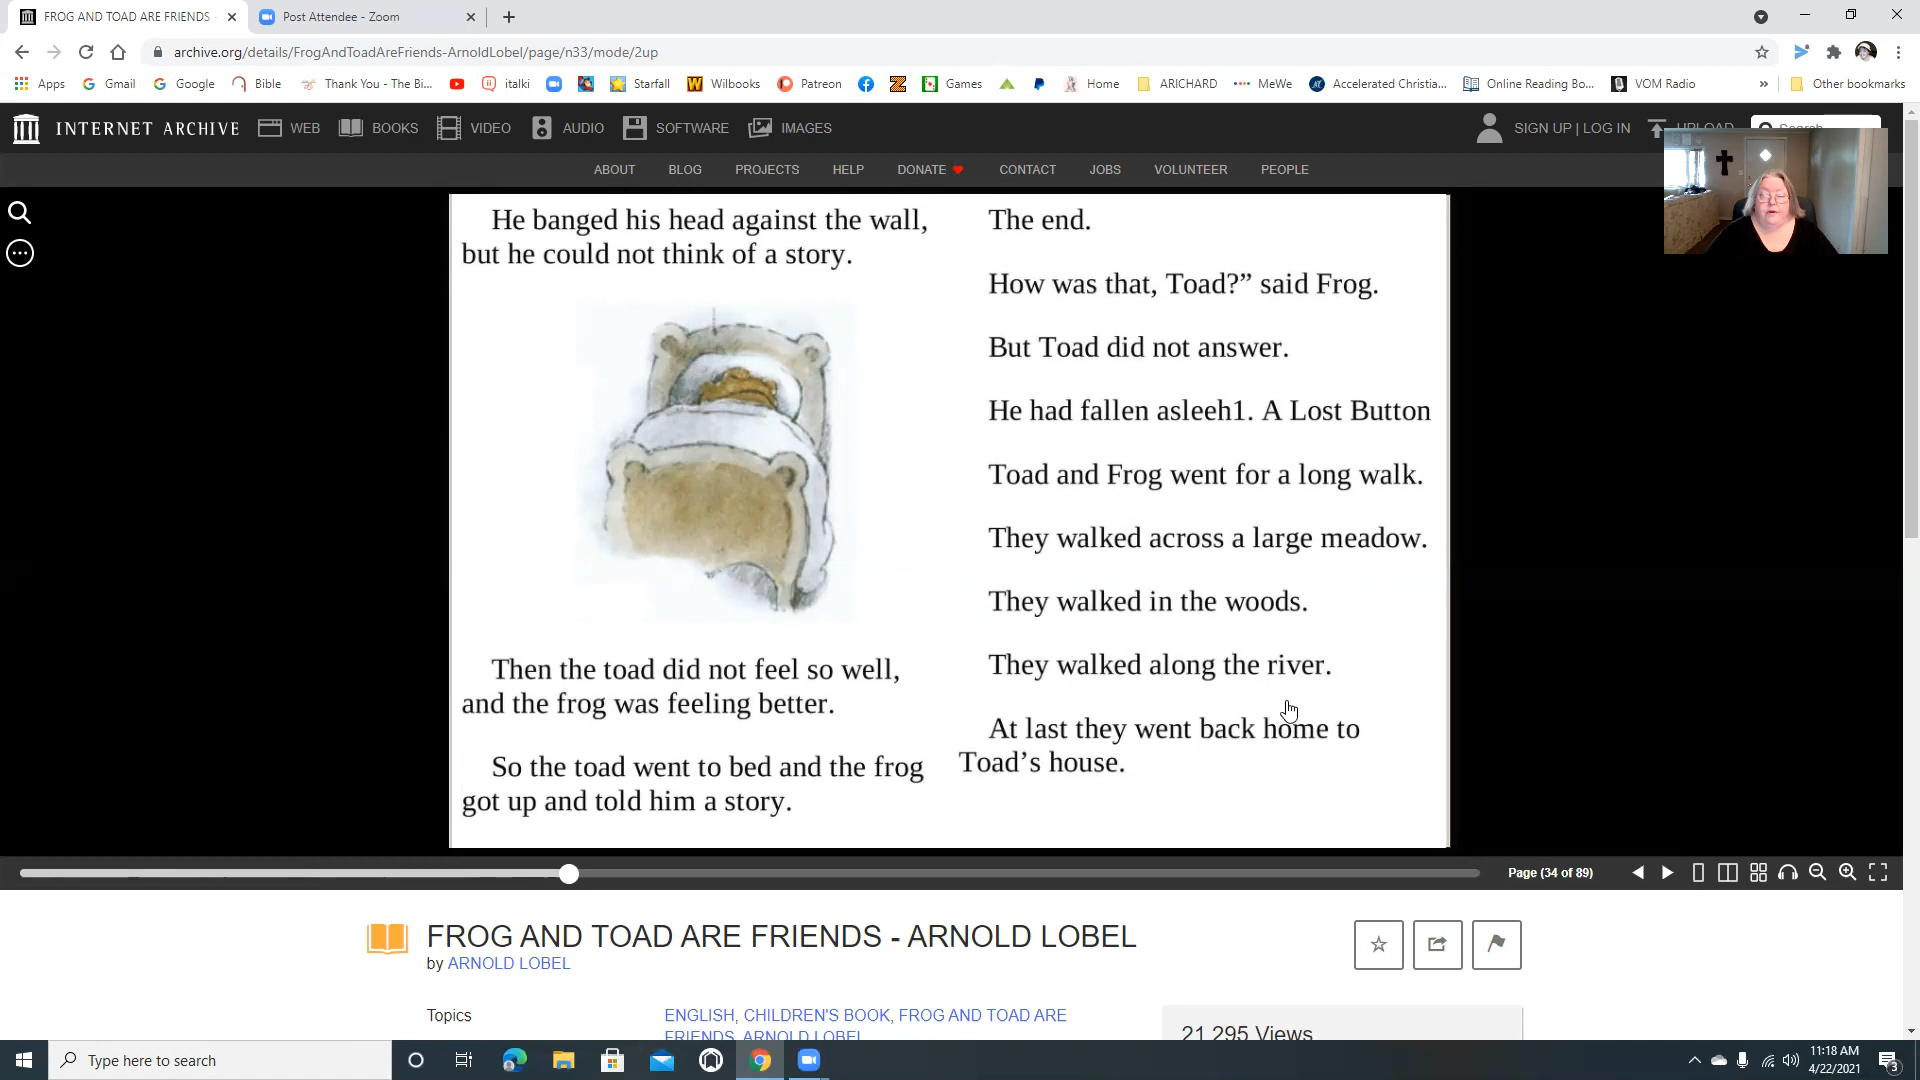 FROG AND TOAD ARE FRIENDS
Post Attendee - Zoom
archive.org/details/FrogAndToadAreFriends-ArnoldLobel/page/n33/mode/2up
Apps
Gmail
Google
Bible
Thank You - The Bi...
italki
Starfall
Wilbooks
Patreon
Games
Home
ARICHARD
MeWe
Accelerated Christia...
Online Reading Bo...
VOM Radio
»
Other bookmarks
INTERNET ARCHIVE
WEB
BOOKS
VIDEO
AUDIO
SOFTWARE
IMAGES
SIGN UP | LOG IN
UPLOAD
Search
ABOUT
BLOG
PROJECTS
HELP
DONATE
CONTACT
JOBS
VOLUNTEER
PEOPLE
He banged his head against the wall,
but he could not think of a story.
Then the toad did not feel so well,
and the frog was feeling better.
So the toad went to bed and the frog
got up and told him a story.
The end.
How was that, Toad?” said Frog.
But Toad did not answer.
He had fallen asleeh1. A Lost Button
Toad and Frog went for a long walk.
They walked across a large meadow.
They walked in the woods.
They walked along the river.
At last they went back home to
Toad’s house.
Page (34 of 89)
FROG AND TOAD ARE FRIENDS - ARNOLD LOBEL
by ARNOLD LOBEL
Topics
ENGLISH, CHILDREN'S BOOK, FROG AND TOAD ARE
FRIENDS, ARNOLD LOBEL
21,295 Views
Type here to search
11:18 AM
4/22/2021
3